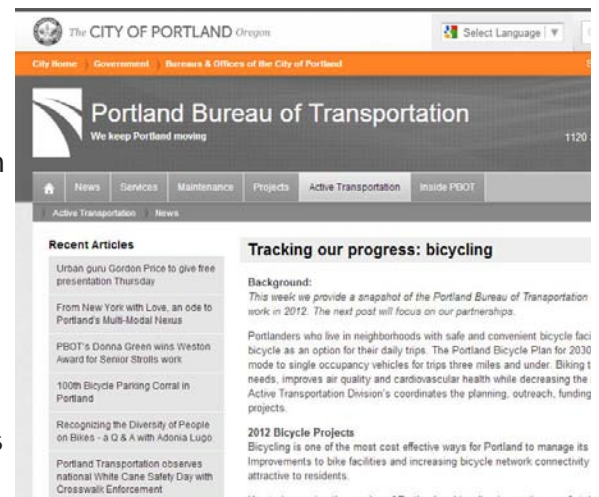 The CITY OF PORTLAND Oregon
Select Language
City Home Government Bureaus & Offices of the City of Portland
Portland Bureau of Transportation
We keep Portland moving
1120
News Services Maintenance Projects Active Transportation Inside PBOT
Active Transportation News
Recent Articles
Urban guru Gordon Price to give free
presentation Thursday
From New York with Love, an ode to
Portland's Multi-Modal Nexus
PBOT's Donna Green wins Weston
Award for Senior Strolls work
100th Bicycle Parking Corral in
Portland
Recognizing the Diversity of People
on Bikes - a Q & A with Adonia Lugo
Portland Transportation observes
national White Cane Safety Day with
Crosswalk Enforcement
Tracking our progress: bicycling
Background:
This week we provide a snapshot of the Portland Bureau of Transportation
work in 2012. The next post will focus on our partnerships.
Portlanders who live in neighborhoods with safe and convenient bicycle
bicycle as an option for their daily trips. The Portland Bicycle Plan for 2030
mode to single occupancy vehicles for trips three miles and under. Biking
needs, improves air quality and cardiovascular health while decreasing the
Active Transportation Division's coordinates the planning, outreach, funding
projects.
2012 Bicycle Projects
Bicycling is one of the most cost effective ways for Portland to manage its
Improvements to bike facilities and increasing bicycle network connectivity
attractive to residents.